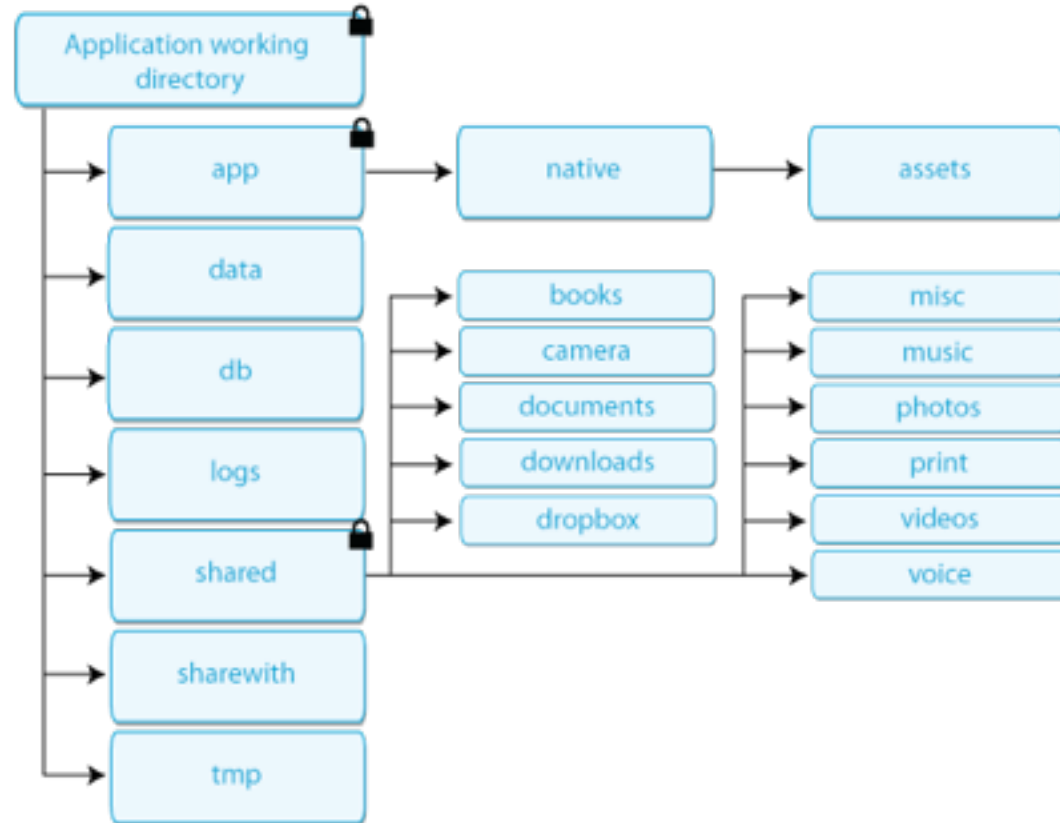 Application working
directory
app
native
assets
data
books
misc
camera
music
db
documents
photos
logs
downloads
print
dropbox
videos
shared
voice
sharewith
tmp